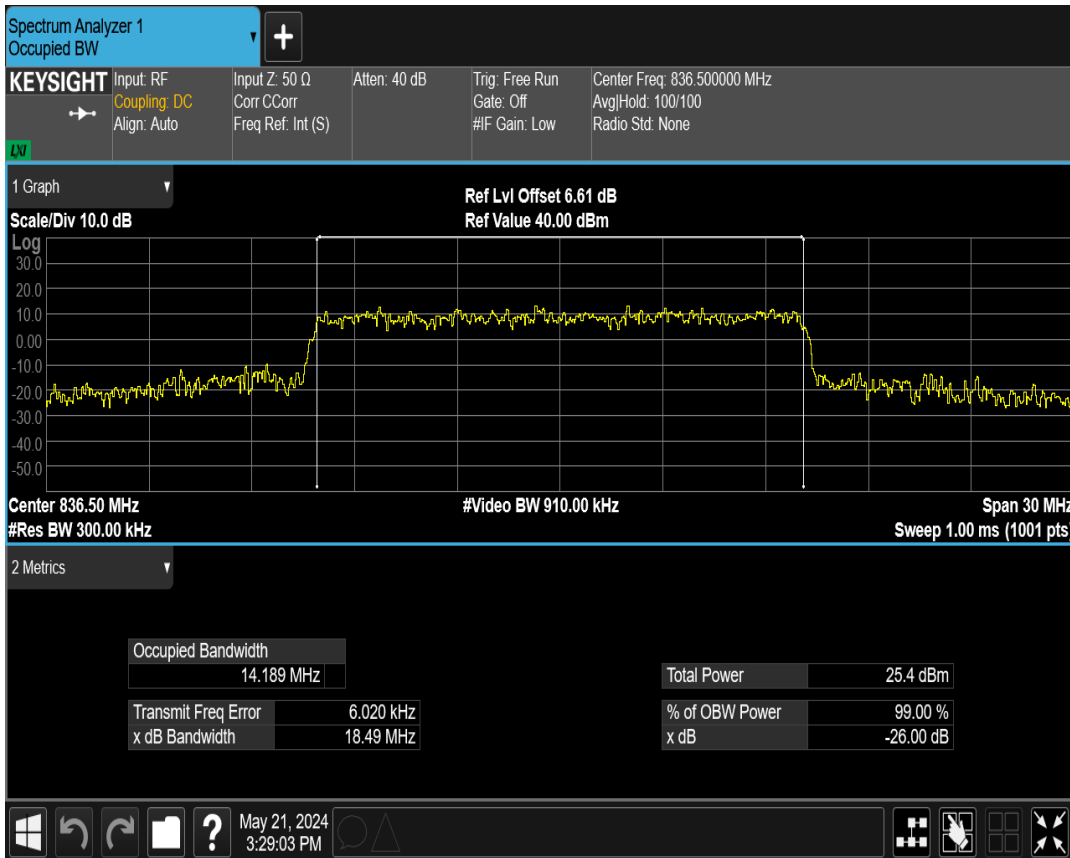 Spectrum Analyzer 1
Occupied BW
+
KEYSIGHT
LXI
Input: RF
Coupling: DC
Align: Auto
Input Z: 50 Ω
Corr CCorr
Freq Ref: Int (S)
Atten: 40 dB
Trig: Free Run
Gate: Off
#IF Gain: Low
Center Freq: 836.500000 MHz
Avg|Hold: 100/100
Radio Std: None
1 Graph
Scale/Div 10.0 dB
Ref Lvl Offset 6.61 dB
Ref Value 40.00 dBm
Log
30.0
20.0
10.0
0.00
-10.0
-20.0
-30.0
-40.0
-50.0
Center 836.50 MHz
#Video BW 910.00 kHz
Span 30 MHz
#Res BW 300.00 kHz
Sweep 1.00 ms (1001 pts)
2 Metrics
Occupied Bandwidth
14.189 MHz
Transmit Freq Error 6.020 kHz
x dB Bandwidth 18.49 MHz
Total Power 25.4 dBm
% of OBW Power 99.00 %
x dB -26.00 dB
?
May 21, 2024
3:29:03 PM